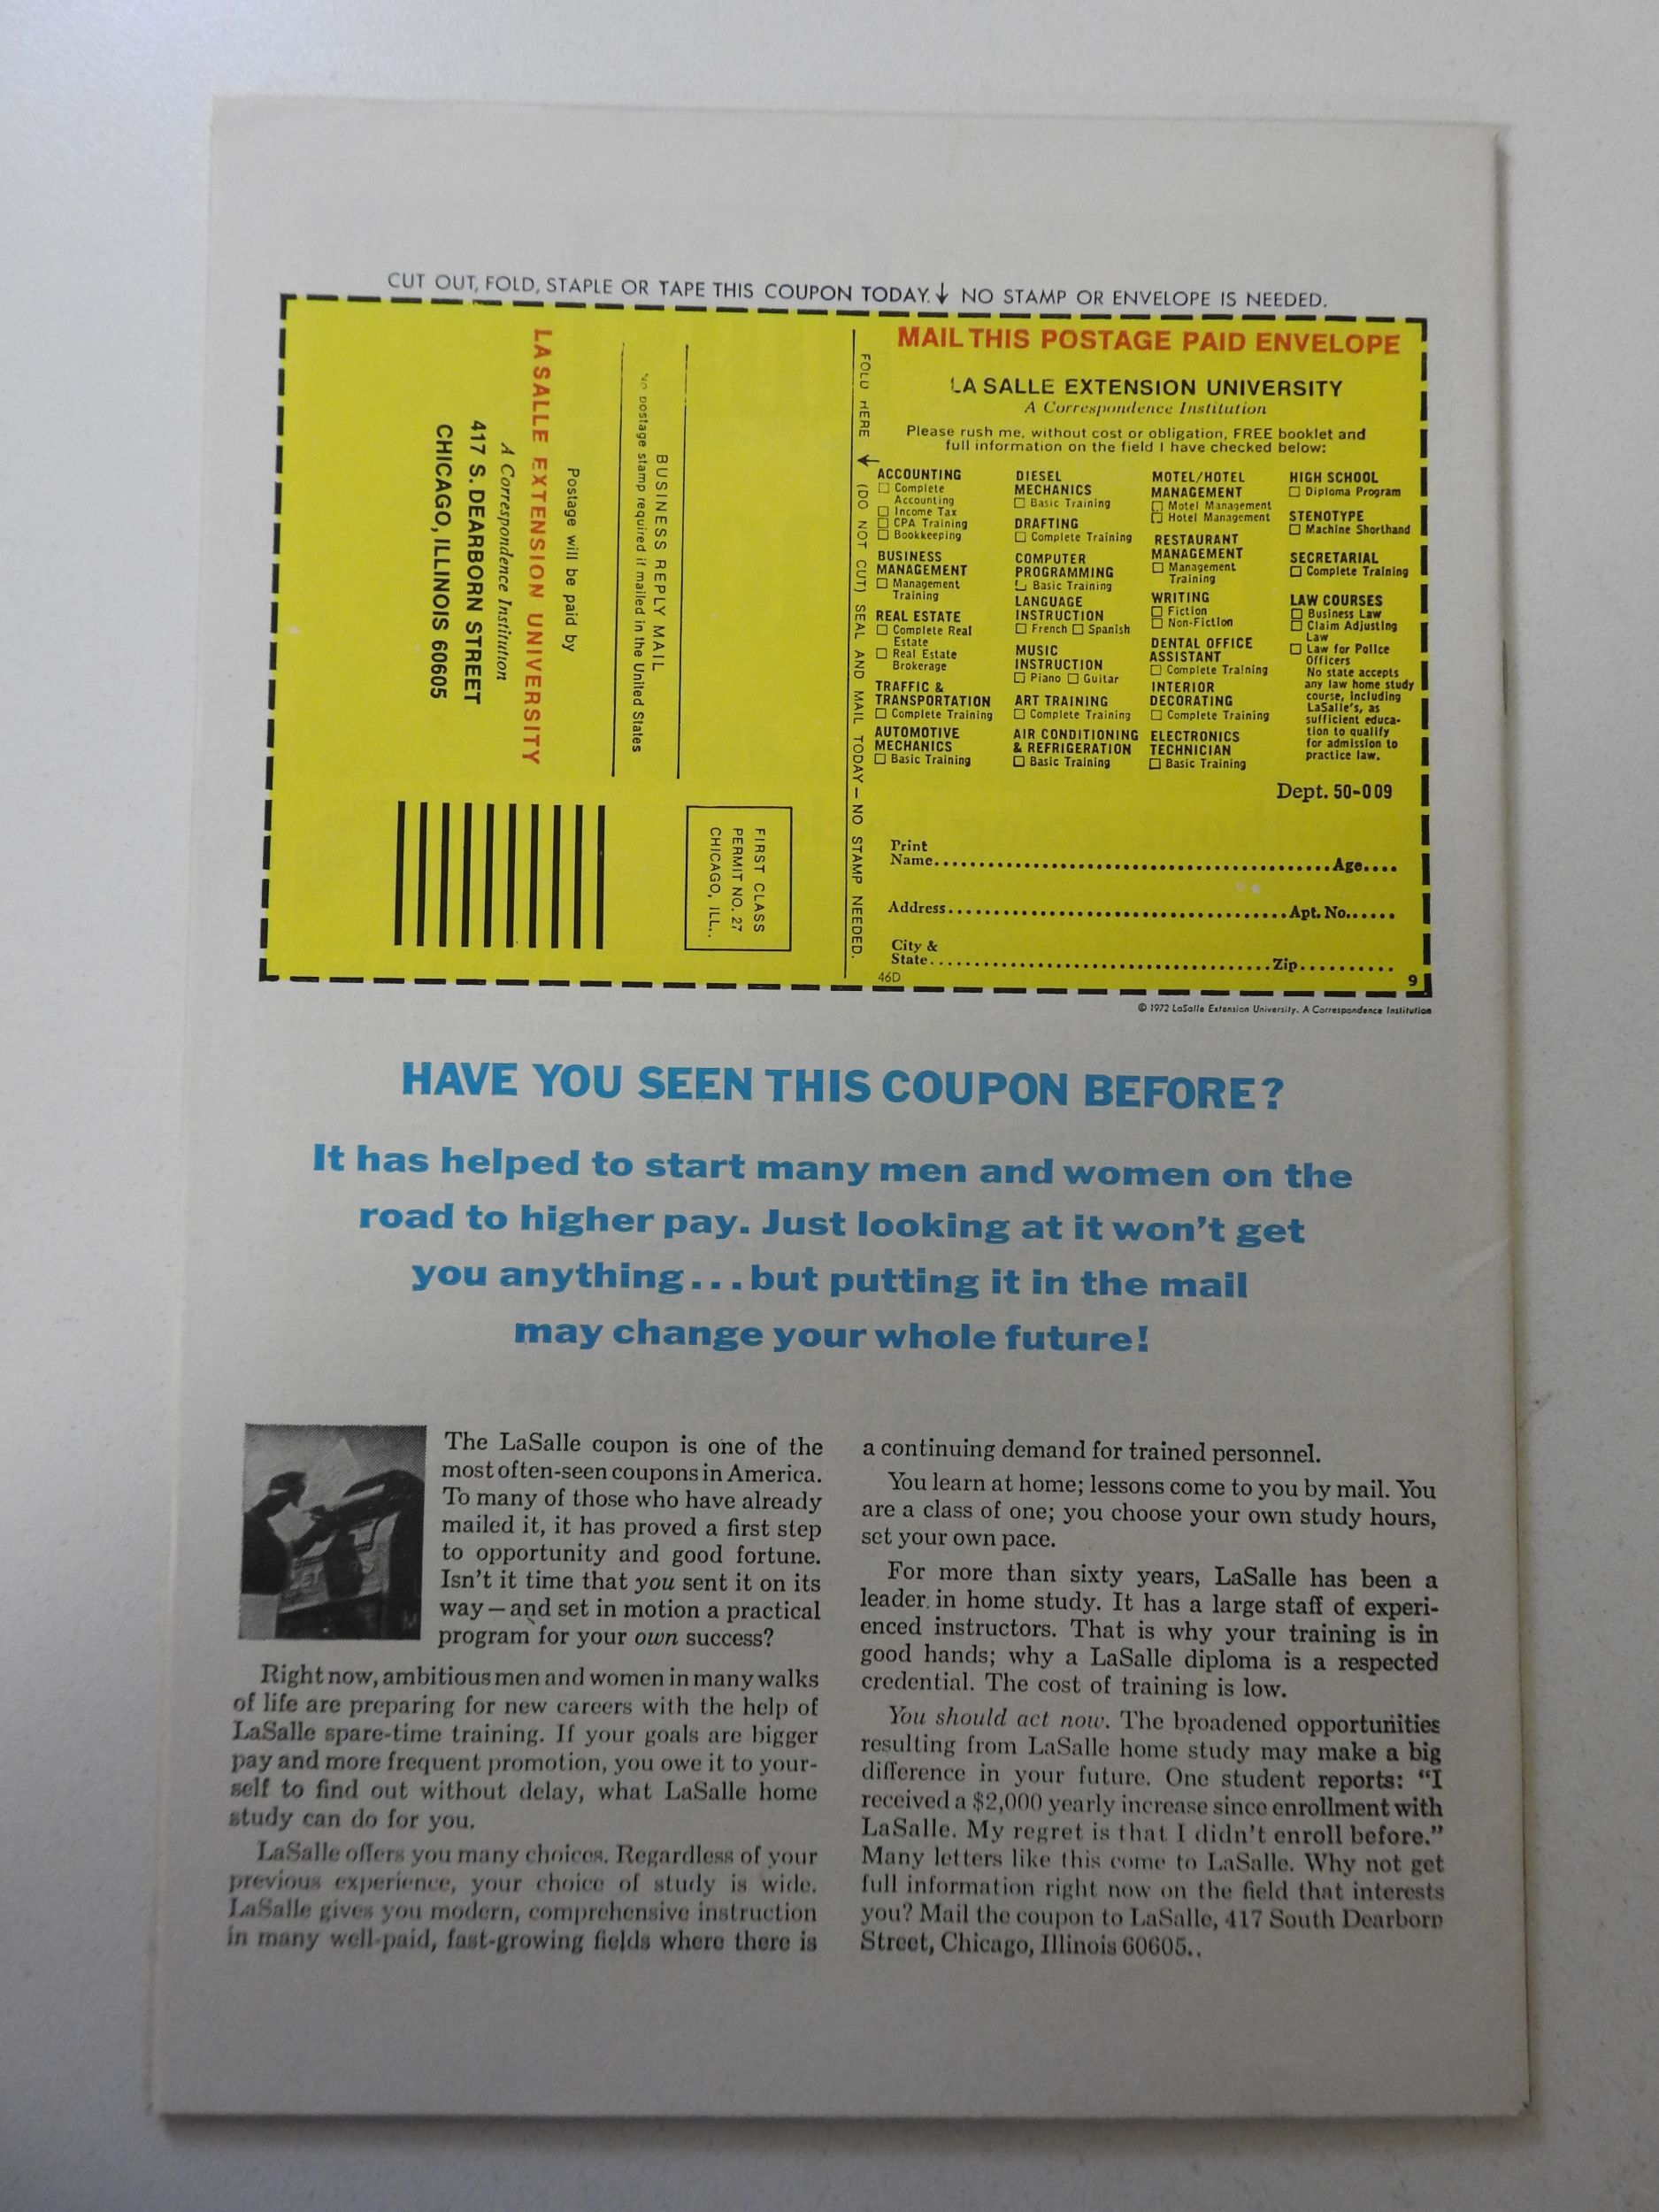 CUT OUT, FOLD, STAPLE OR TAPE THIS COUPON TODAY.↓ NO STAMP OR ENVELOPE IS NEEDED.
BUSINESS REPLY MAIL
No postage stamp required if mailed in the United States
Postage will be paid by
LA SALLE EXTENSION UNIVERSITY
A Correspondence Institution
417 S. DEARBORN STREET
CHICAGO, ILLINOIS 60605
FIRST CLASS
PERMIT NO. 27
CHICAGO, ILL..
FOLD HERE ← (DO NOT CUT) SEAL AND MAIL TODAY — NO STAMP NEEDED.
MAIL THIS POSTAGE PAID ENVELOPE
LA SALLE EXTENSION UNIVERSITY
A Correspondence Institution
Please rush me, without cost or obligation, FREE booklet and
full information on the field I have checked below:
ACCOUNTING
☐ Complete
Accounting
☐ Income Tax
☐ CPA Training
☐ Bookkeeping
BUSINESS
MANAGEMENT
☐ Management
Training
REAL ESTATE
☐ Complete Real
Estate
☐ Real Estate
Brokerage
TRAFFIC &
TRANSPORTATION
☐ Complete Training
AUTOMOTIVE
MECHANICS
☐ Basic Training
DIESEL
MECHANICS
☐ Basic Training
DRAFTING
☐ Complete Training
COMPUTER
PROGRAMMING
☐ Basic Training
LANGUAGE
INSTRUCTION
☐ French ☐ Spanish
MUSIC
INSTRUCTION
☐ Piano ☐ Guitar
ART TRAINING
☐ Complete Training
AIR CONDITIONING
& REFRIGERATION
☐ Basic Training
MOTEL/HOTEL
MANAGEMENT
☐ Motel Management
☐ Hotel Management
RESTAURANT
MANAGEMENT
☐ Management
Training
WRITING
☐ Fiction
☐ Non-Fiction
DENTAL OFFICE
ASSISTANT
☐ Complete Training
INTERIOR
DECORATING
☐ Complete Training
ELECTRONICS
TECHNICIAN
☐ Basic Training
HIGH SCHOOL
☐ Diploma Program
STENOTYPE
☐ Machine Shorthand
SECRETARIAL
☐ Complete Training
LAW COURSES
☐ Business Law
☐ Claim Adjusting
Law
☐ Law for Police
Officers
No state accepts
any law home study
course, including
LaSalle's, as
sufficient educa-
tion to qualify
for admission to
practice law.
Dept. 50-009
Print
Name........................................Age....
Address........................................Apt. No......
City &
State........................................Zip..........
46D 9
© 1972 LaSalle Extension University. A Correspondence Institution
HAVE YOU SEEN THIS COUPON BEFORE?
It has helped to start many men and women on the
road to higher pay. Just looking at it won't get
you anything...but putting it in the mail
may change your whole future!
The LaSalle coupon is one of the
most often-seen coupons in America.
To many of those who have already
mailed it, it has proved a first step
to opportunity and good fortune.
Isn't it time that you sent it on its
way—and set in motion a practical
program for your own success?
Right now, ambitious men and women in many walks
of life are preparing for new careers with the help of
LaSalle spare-time training. If your goals are bigger
pay and more frequent promotion, you owe it to your-
self to find out without delay, what LaSalle home
study can do for you.
LaSalle offers you many choices. Regardless of your
previous experience, your choice of study is wide.
LaSalle gives you modern, comprehensive instruction
in many well-paid, fast-growing fields where there is
a continuing demand for trained personnel.
You learn at home; lessons come to you by mail. You
are a class of one; you choose your own study hours,
set your own pace.
For more than sixty years, LaSalle has been a
leader in home study. It has a large staff of experi-
enced instructors. That is why your training is in
good hands; why a LaSalle diploma is a respected
credential. The cost of training is low.
You should act now. The broadened opportunities
resulting from LaSalle home study may make a big
difference in your future. One student reports: "I
received a $2,000 yearly increase since enrollment with
LaSalle. My regret is that I didn't enroll before."
Many letters like this come to LaSalle. Why not get
full information right now on the field that interests
you? Mail the coupon to LaSalle, 417 South Dearborn
Street, Chicago, Illinois 60605..